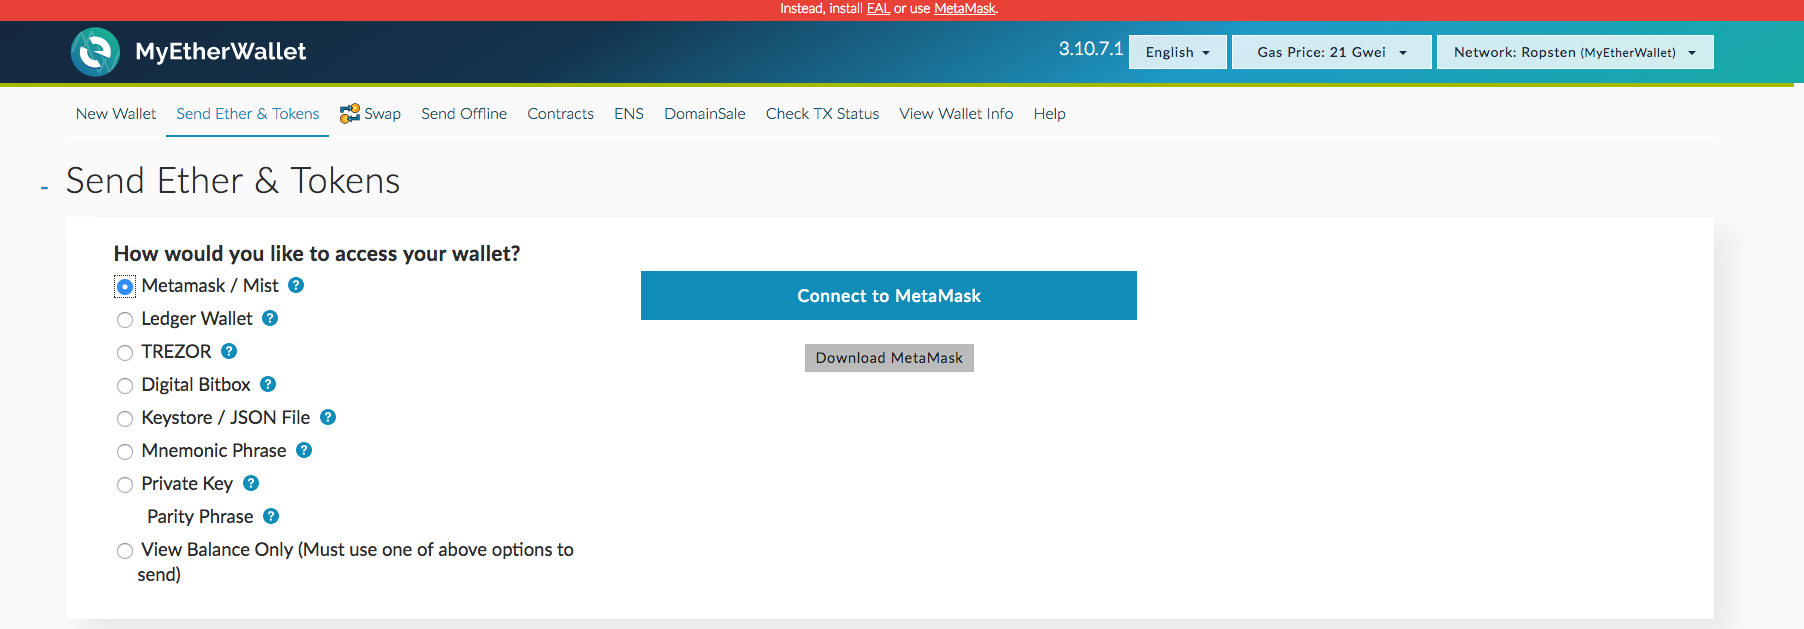 Instead, install EAL or use MetaMask.
MyEtherWallet
3.10.7.1
English
Gas Price: 21 Gwei
Network: Ropsten (MyEtherWallet)
New Wallet
Send Ether & Tokens
Swap
Send Offline
Contracts
ENS
DomainSale
Check TX Status
View Wallet Info
Help
- Send Ether & Tokens
How would you like to access your wallet?
Metamask / Mist ?
Ledger Wallet ?
TREZOR ?
Digital Bitbox ?
Keystore / JSON File ?
Mnemonic Phrase ?
Private Key ?
Parity Phrase ?
View Balance Only (Must use one of above options to
send)
Connect to MetaMask
Download MetaMask